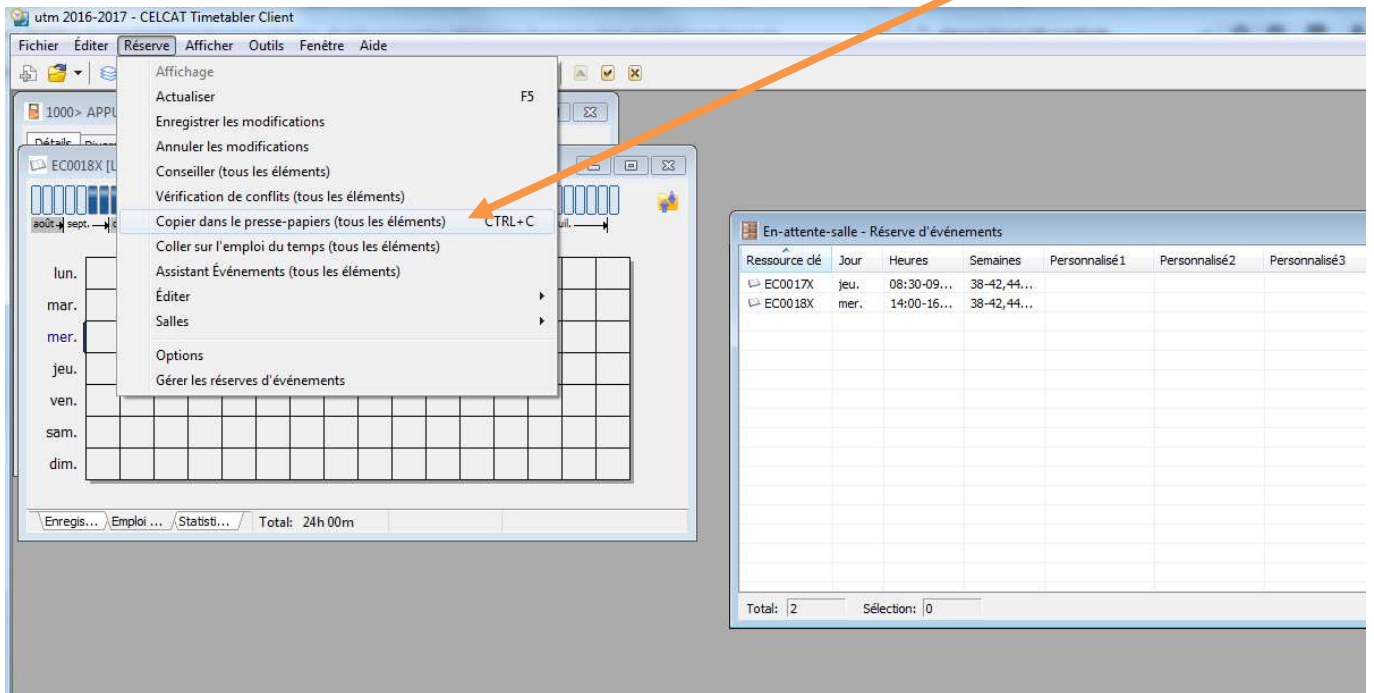 utm 2016-2017 - CELCAT Timetabler Client
Fichier Éditer Réserve Afficher Outils Fenêtre Aide
Affichage
Actualiser F5
Enregistrer les modifications
Annuler les modifications
Conseiller (tous les éléments)
Vérification de conflits (tous les éléments)
Copier dans le presse-papiers (tous les éléments) CTRL+C
Coller sur l'emploi du temps (tous les éléments)
Assistant Événements (tous les éléments)
Éditer
Salles
Options
Gérer les réserves d'événements
1000> APPU
Détails
EC0018X [L
août sept.
lun.
mar.
mer.
jeu.
ven.
sam.
dim.
Enregis... Emploi ... Statisti... Total: 24h 00m
En-attente-salle - Réserve d'événements
Ressource clé Jour Heures Semaines Personnalisé1 Personnalisé2 Personnalisé3
EC0017X jeu. 08:30-09... 38-42,44...
EC0018X mer. 14:00-16... 38-42,44...
Total: 2 Sélection: 0